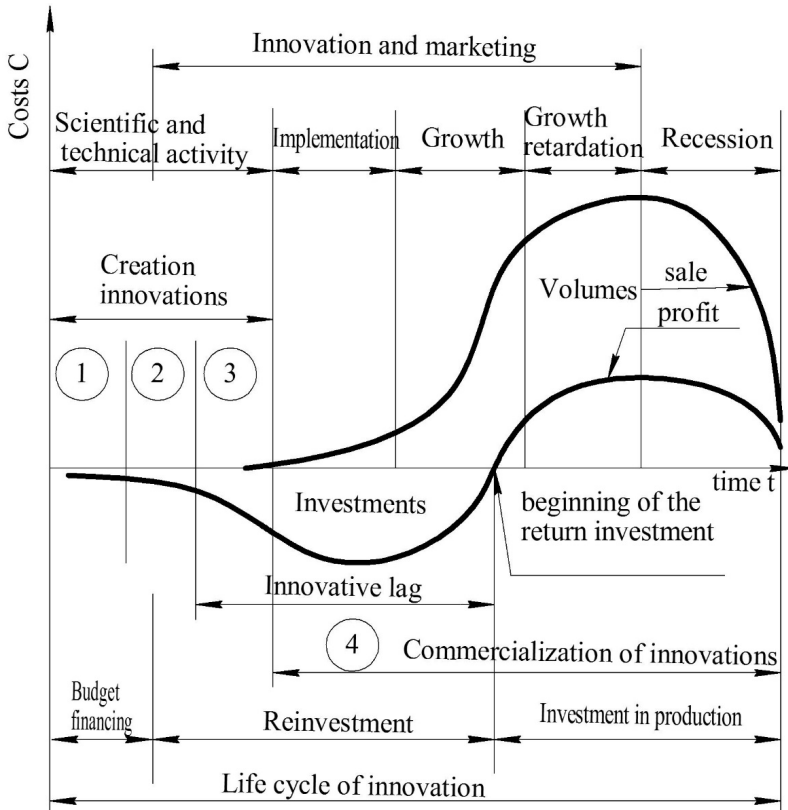 Costs C
Innovation and marketing
Scientific and
technical activity
Implementation
Growth
Growth
retardation
Recession
Creation
innovations
Volumes
sale
profit
1
2
3
time t
Investments
beginning of the
return investment
Innovative lag
4
Commercialization of innovations
Budget
financing
Reinvestment
Investment in production
Life cycle of innovation